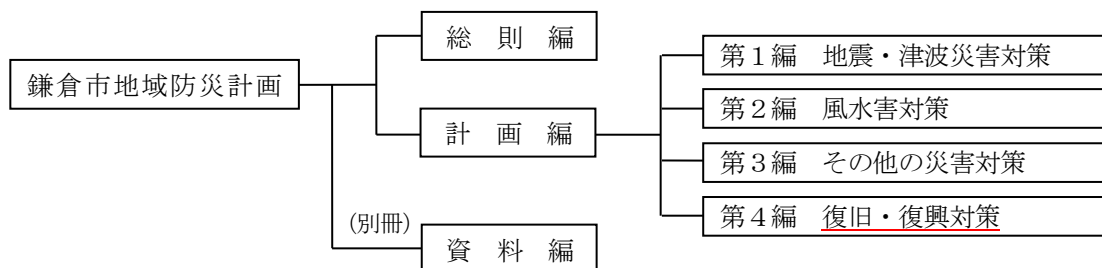 鎌倉市地域防災計画
総則編
計画編
第１編 地震・津波災害対策
第２編 風水害対策
第３編 その他の災害対策
第４編 復旧・復興対策
(別冊)
資料編